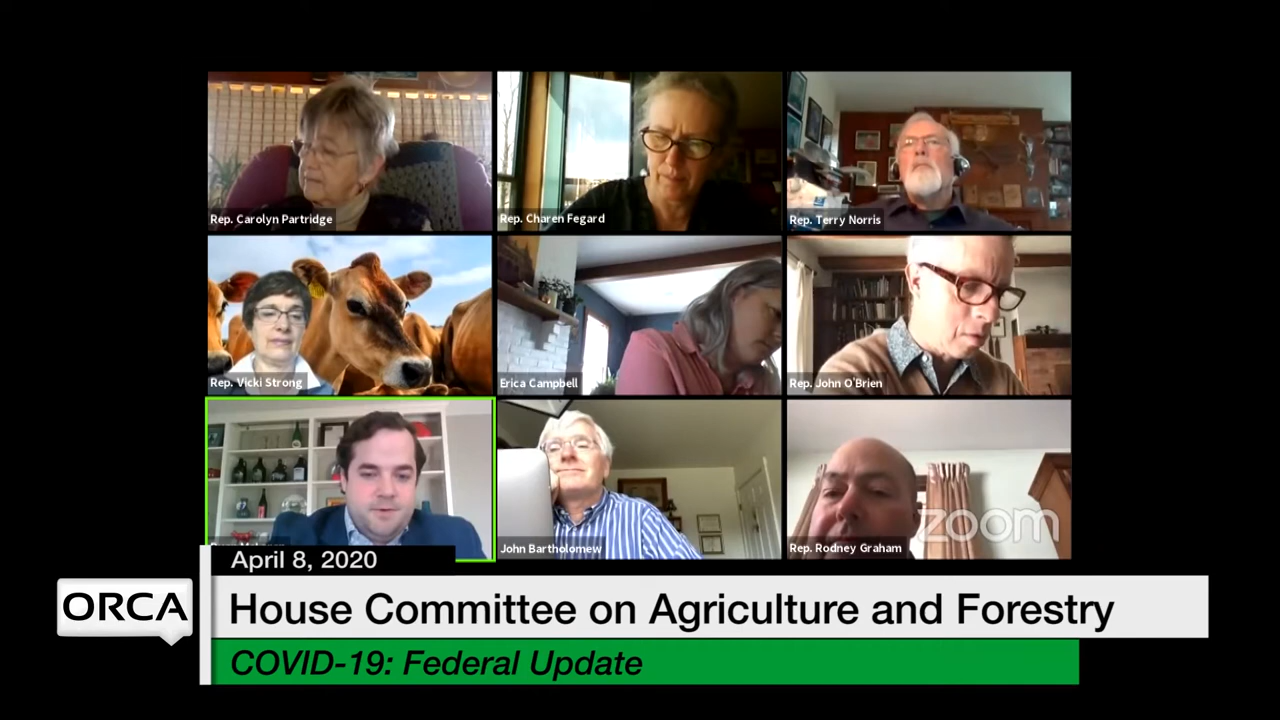 Rep. Carolyn Partridge
Rep. Charen Fegard
Rep. Terry Norris
Rep. Vicki Strong
Erica Campbell
Rep. John O'Brien
John Bartholomew
Rep. Rodney Graham
zoom
April 8, 2020
ORCA
House Committee on Agriculture and Forestry
COVID-19: Federal Update